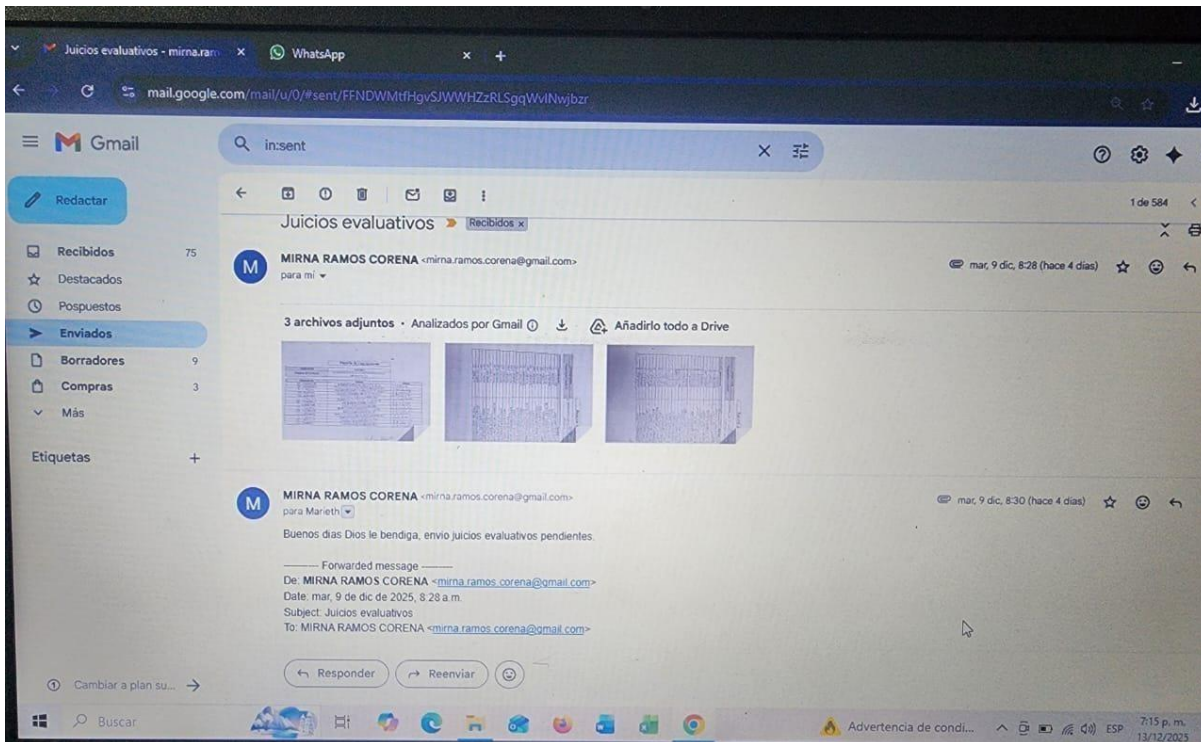 Juicios evaluativos - mirna.ram
WhatsApp
mail.google.com/mail/u/0/#sent/FFNDWMtfHgvSJWWHZzRLSgqWvlNwjbzr
Gmail
in:sent
Redactar
1 de 584
Juicios evaluativos Recibidos x
Recibidos 75
Destacados
Pospuestos
Enviados
Borradores 9
Compras 3
Más
Etiquetas
M
MIRNA RAMOS CORENA <mirna.ramos.corena@gmail.com>
mar, 9 dic, 8:28 (hace 4 días)
para mí
3 archivos adjuntos • Analizados por Gmail
Añadirlo todo a Drive
M
MIRNA RAMOS CORENA <mirna.ramos.corena@gmail.com>
mar, 9 dic, 8:30 (hace 4 días)
para Marieth
Buenos dias Dios le bendiga, envio juicios evaluativos pendientes.
---------- Forwarded message ----------
De: MIRNA RAMOS CORENA <mirna.ramos.corena@gmail.com>
Date: mar, 9 de dic de 2025, 8:28 a.m.
Subject: Juicios evaluativos
To: MIRNA RAMOS CORENA <mirna.ramos.corena@gmail.com>
Responder
Reenviar
Cambiar a plan su...
Buscar
Advertencia de condi...
ESP
7:15 p. m.
13/12/2025